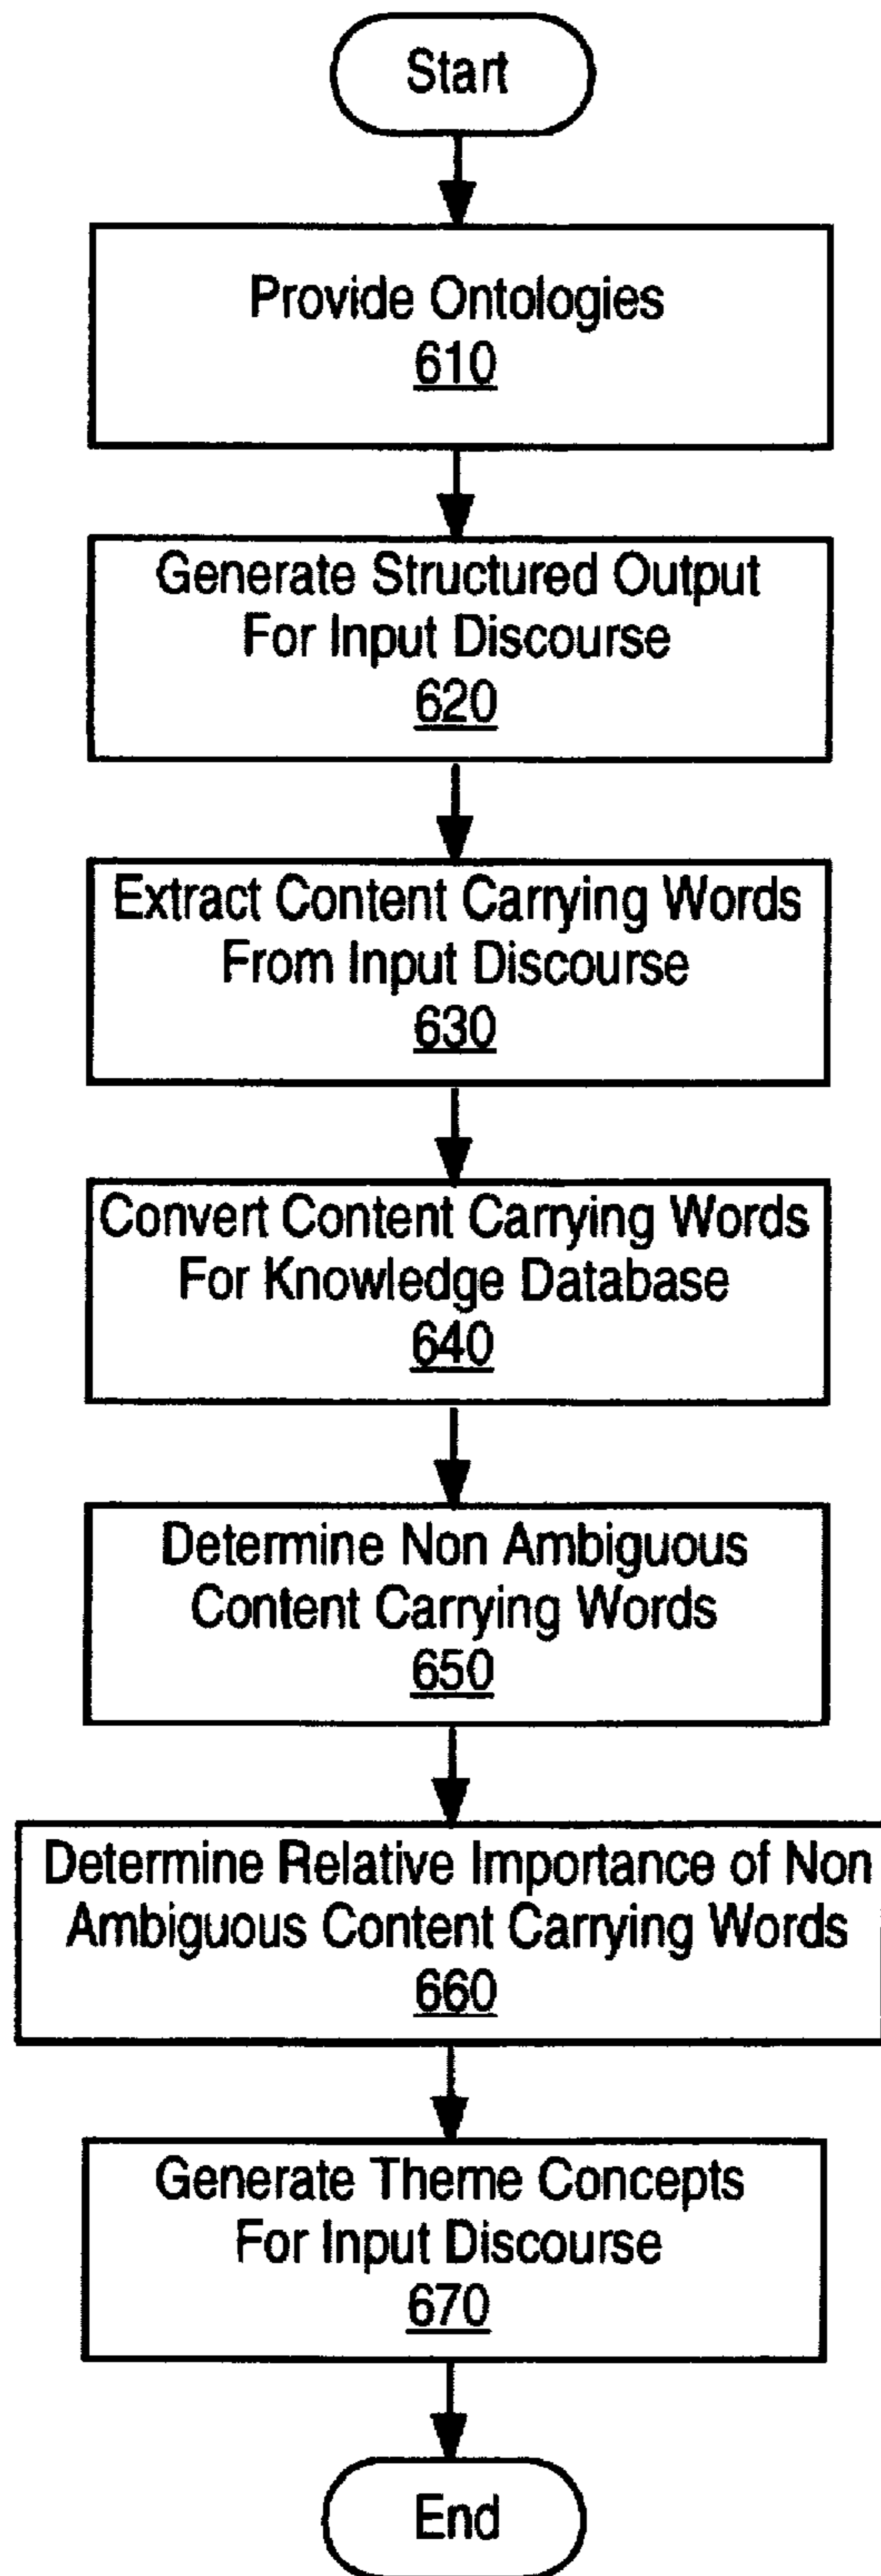 Start
Provide Ontologies
610
Generate Structured Output
For Input Discourse
620
Extract Content Carrying Words
From Input Discourse
630
Convert Content Carrying Words
For Knowledge Database
640
Determine Non Ambiguous
Content Carrying Words
650
Determine Relative Importance of Non
Ambiguous Content Carrying Words
660
Generate Theme Concepts
For Input Discourse
670
End